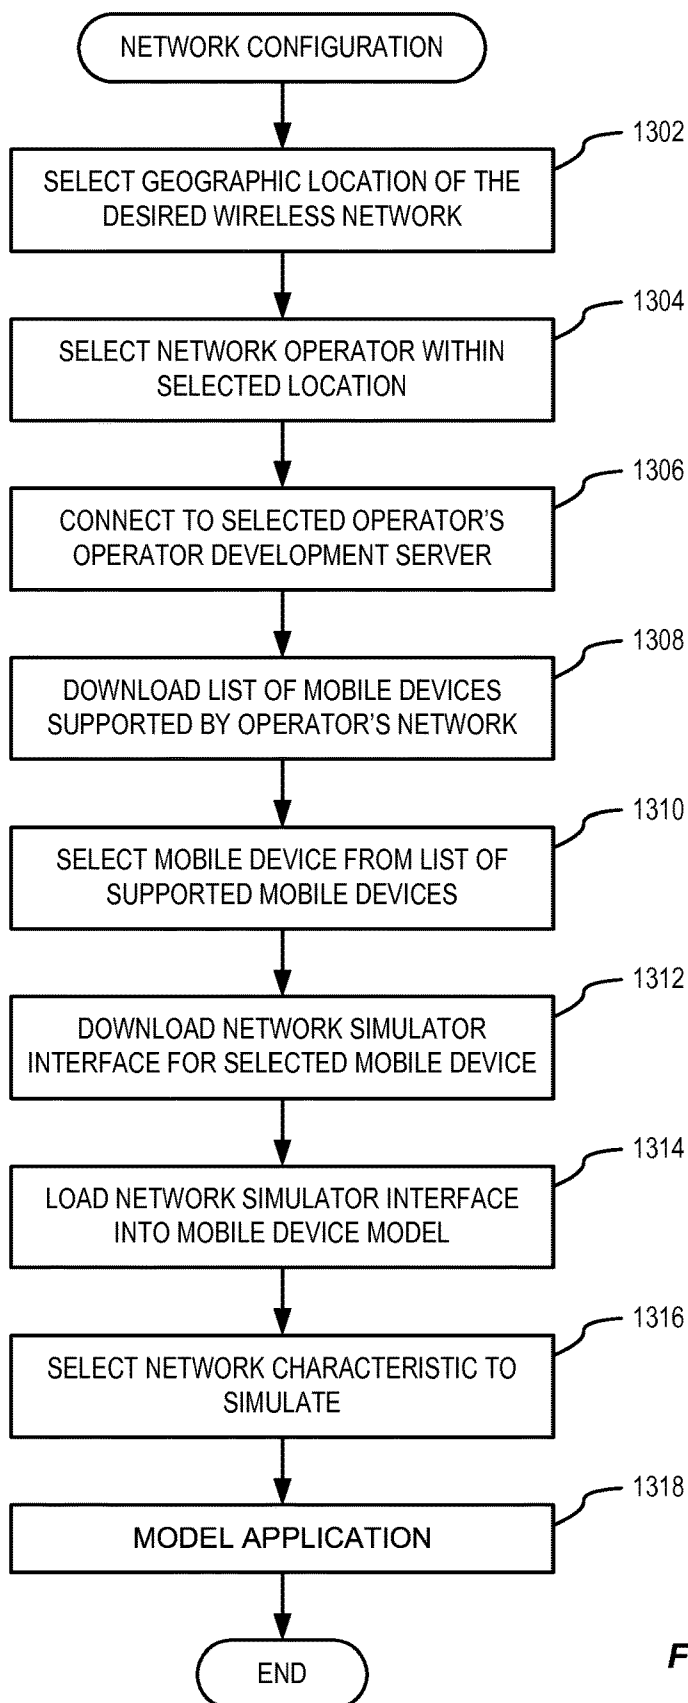 NETWORK CONFIGURATION
1302
SELECT GEOGRAPHIC LOCATION OF THE
DESIRED WIRELESS NETWORK
1304
SELECT NETWORK OPERATOR WITHIN
SELECTED LOCATION
1306
CONNECT TO SELECTED OPERATOR'S
OPERATOR DEVELOPMENT SERVER
1308
DOWNLOAD LIST OF MOBILE DEVICES
SUPPORTED BY OPERATOR'S NETWORK
1310
SELECT MOBILE DEVICE FROM LIST OF
SUPPORTED MOBILE DEVICES
1312
DOWNLOAD NETWORK SIMULATOR
INTERFACE FOR SELECTED MOBILE DEVICE
1314
LOAD NETWORK SIMULATOR INTERFACE
INTO MOBILE DEVICE MODEL
1316
SELECT NETWORK CHARACTERISTIC TO
SIMULATE
1318
MODEL APPLICATION
END
F